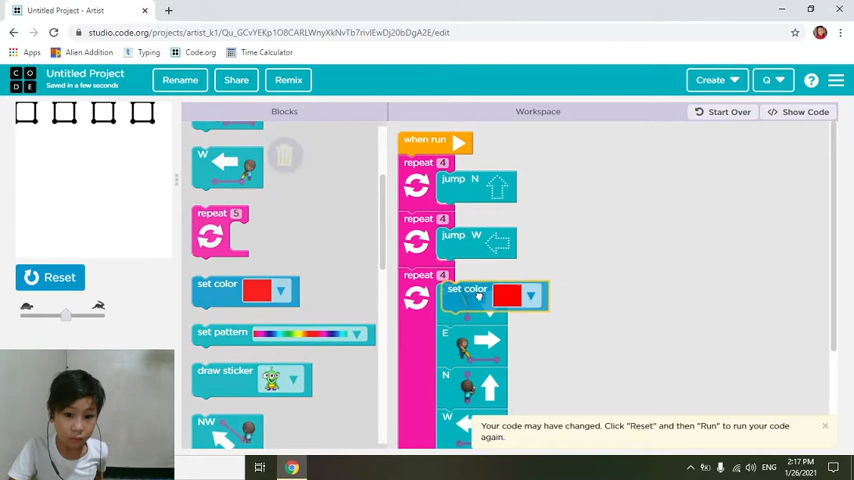 Untitled Project - Artist
studio.code.org/projects/artist_k1/Qu_GCvYEKp1O8CARLWnyXkNvTb7rivIEwDj20bDgA2E/edit
Apps
Alien Addition
Typing
Code.org
Time Calculator
CODE
Untitled Project
Saved in a few seconds
Rename
Share
Remix
Create
Q
?
Blocks
Workspace
Start Over
Show Code
W
repeat 5
set color
set pattern
draw sticker
NW
Reset
when run
repeat 4
jump N
repeat 4
jump W
repeat 4
set color
E
N
W
Your code may have changed. Click "Reset" and then "Run" to run your code
again.
ENG
2:17 PM
1/26/2021